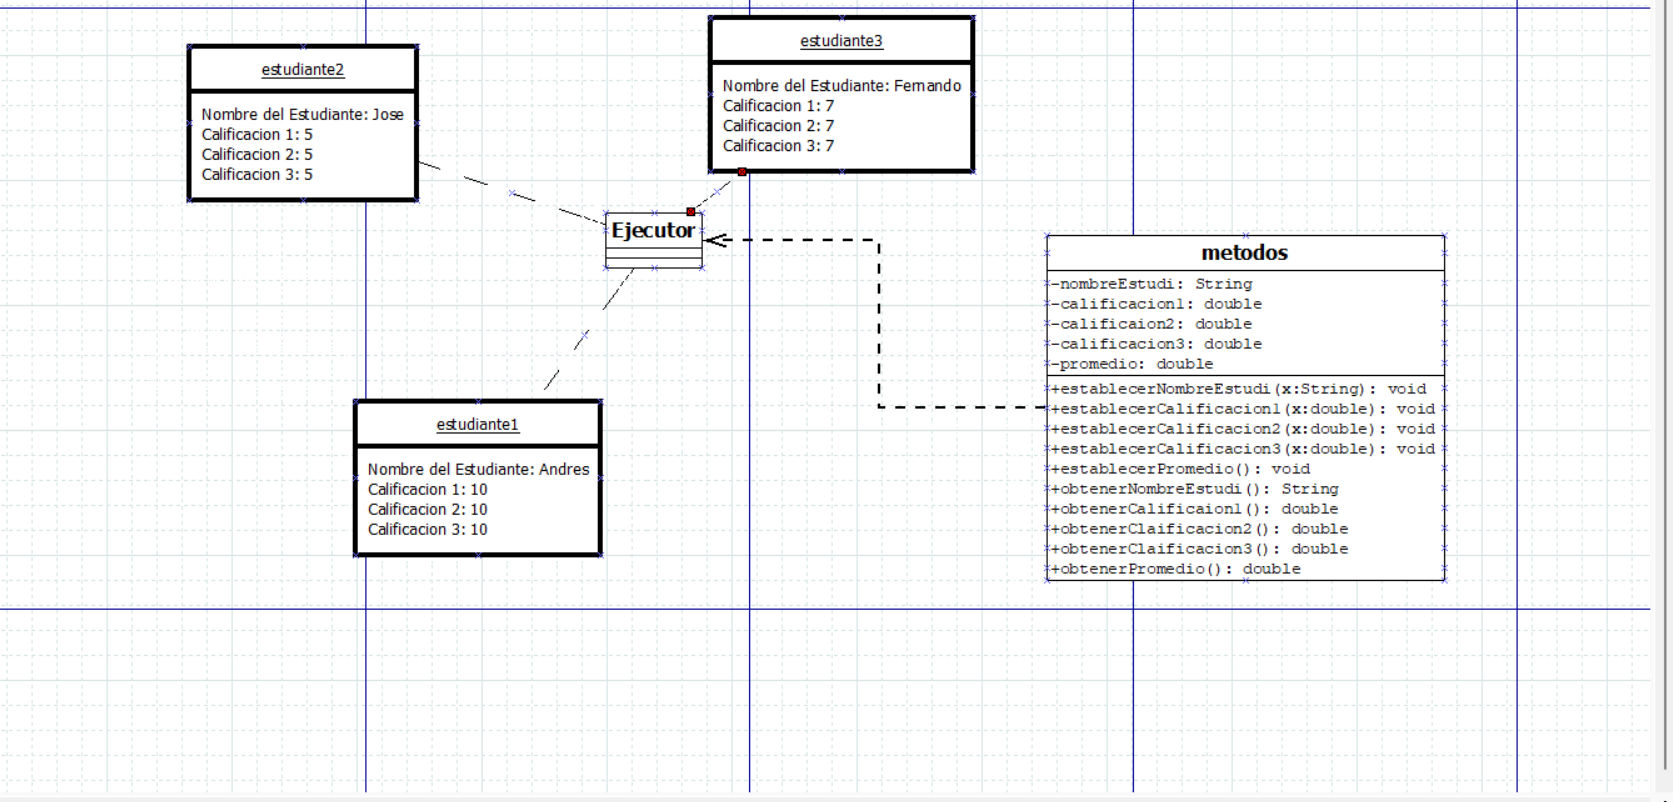 estudiante3
Nombre del Estudiante: Fernando
Calificacion 1: 7
Calificacion 2: 7
Calificacion 3: 7
estudiante2
Nombre del Estudiante: Jose
Calificacion 1: 5
Calificacion 2: 5
Calificacion 3: 5
Ejecutor
metodos
-nombreEstudi: String
-calificacion1: double
-calificaion2: double
-calificacion3: double
-promedio: double
+establecerNombreEstudi(x:String): void
+establecerCalificacion1(x:double): void
+establecerCalificacion2(x:double): void
+establecerCalificacion3(x:double): void
+establecerPromedio(): void
+obtenerNombreEstudi(): String
+obtenerCalificaion1(): double
+obtenerClaificacion2(): double
+obtenerClaificacion3(): double
+obtenerPromedio(): double
estudiante1
Nombre del Estudiante: Andres
Calificacion 1: 10
Calificacion 2: 10
Calificacion 3: 10